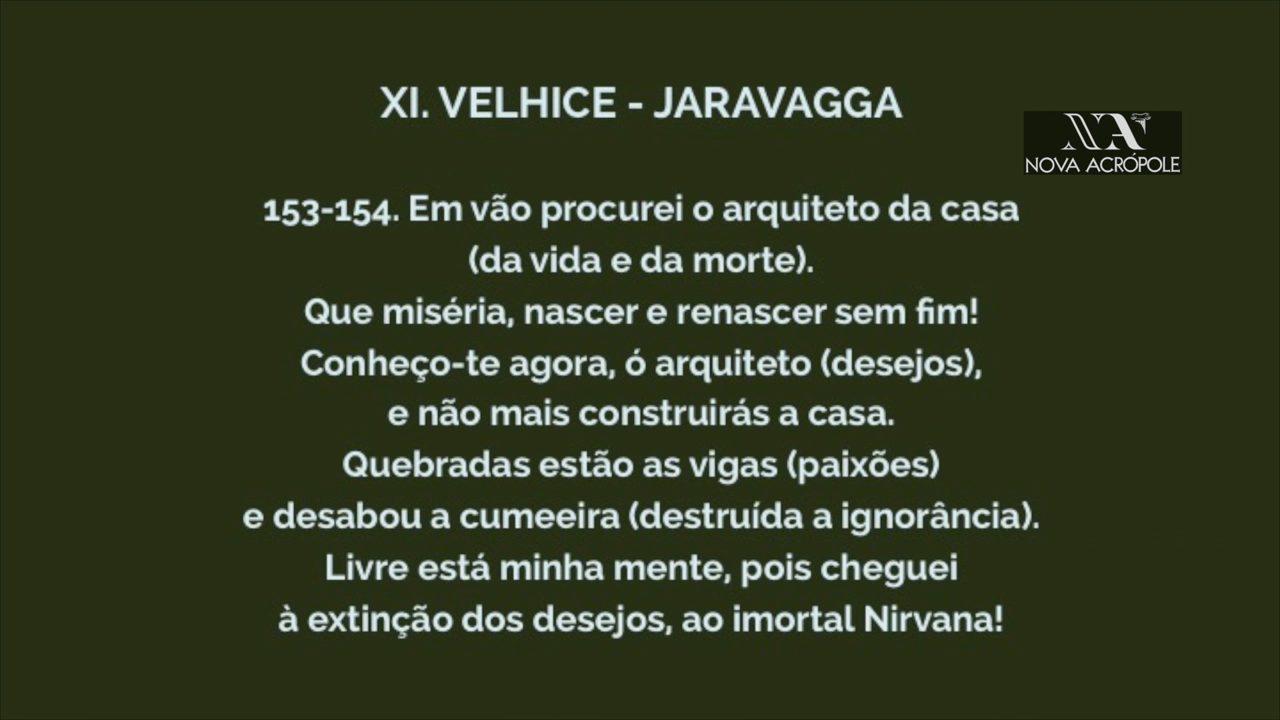 XI. VELHICE - JARAVAGGA
NA
NOVA ACRÓPOLE
153-154. Em vão procurei o arquiteto da casa
(da vida e da morte).
Que miséria, nascer e renascer sem fim!
Conheço-te agora, ó arquiteto (desejos),
e não mais construirás a casa.
Quebradas estão as vigas (paixões)
e desabou a cumeeira (destruída a ignorância).
Livre está minha mente, pois cheguei
à extinção dos desejos, ao imortal Nirvana!